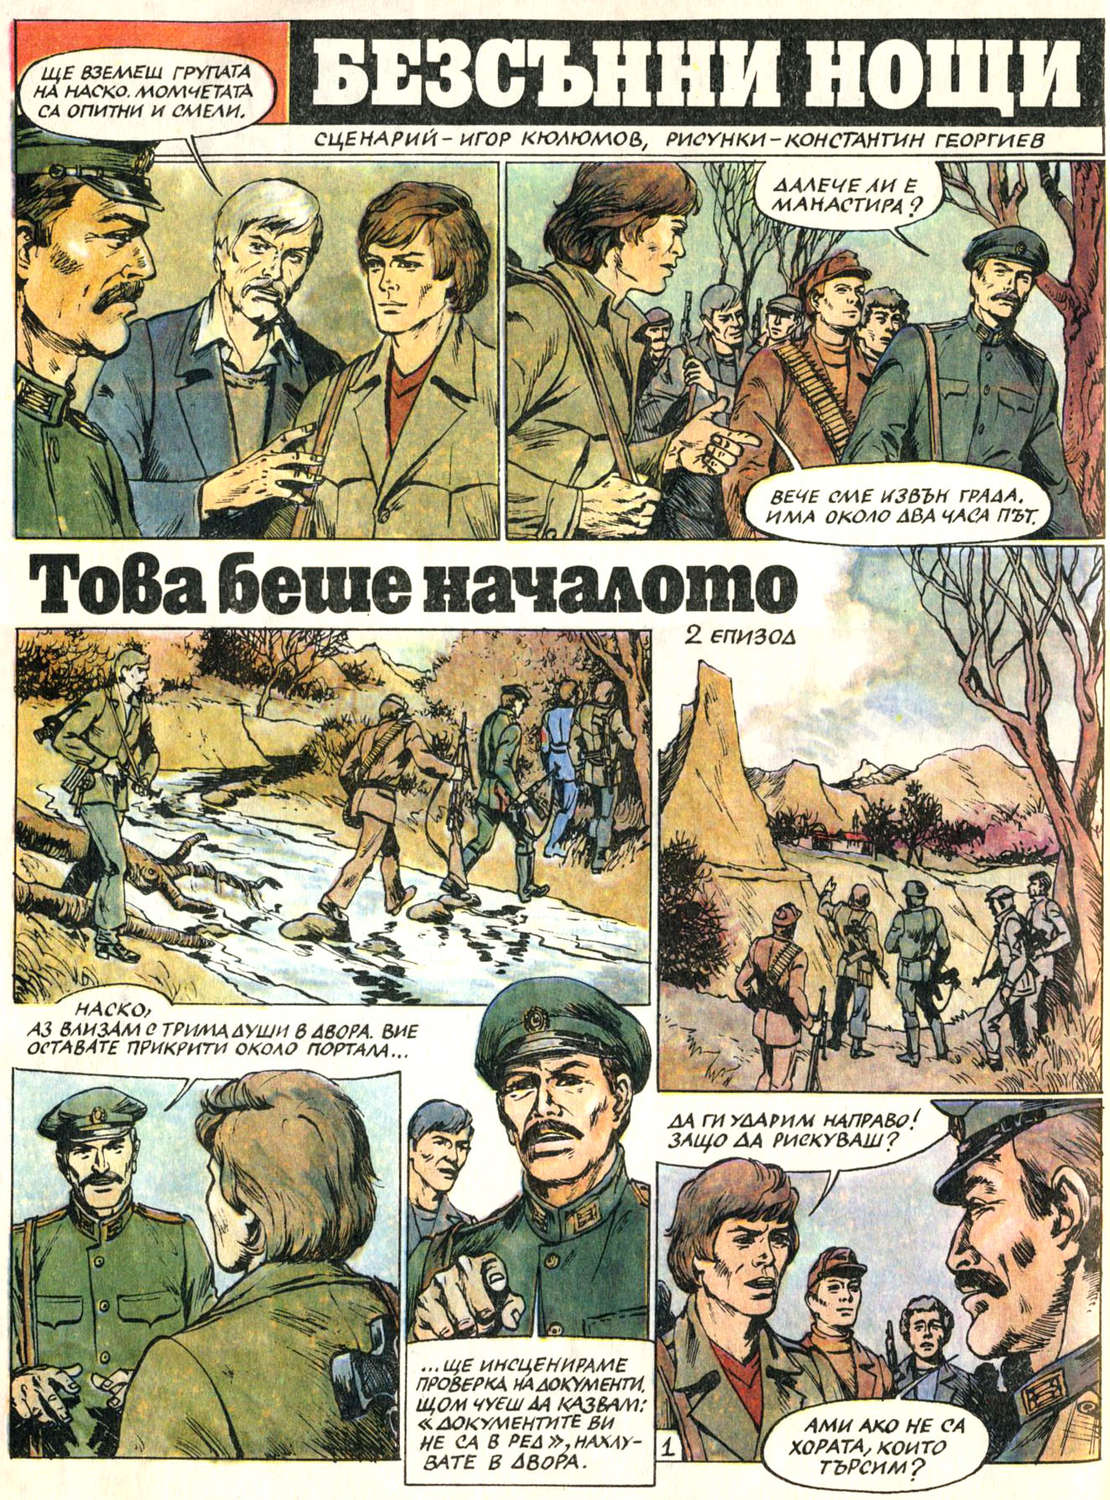 БЕЗСЪННИ НОЩИ
СЦЕНАРИЙ – ИГОР КЮЛЮМОВ, РИСУНКИ – КОНСТАНТИН ГЕОРГИЕВ
ЩЕ ВЗЕМЕШ ГРУПАТА
НА НАСКО. МОМЧЕТАТА
СА ОПИТНИ И СМЕЛИ.
ДАЛЕЧЕ ЛИ Е
МАНАСТИРА?
ВЕЧЕ СМЕ ИЗВЪН ГРАДА.
ИМА ОКОЛО ДВА ЧАСА ПЪТ.
Това беше началото
2 ЕПИЗОД
НАСКО,
АЗ ВЛИЗАМ С ТРИМА ДУШИ В ДВОРА. ВИЕ
ОСТАВАТЕ ПРИКРИТИ ОКОЛО ПОРТАЛА...
...ЩЕ ИНСЦЕНИРАМЕ
ПРОВЕРКА НА ДОКУМЕНТИ.
ЩОМ ЧУЕШ ДА КАЗВАМ:
«ДОКУМЕНТИТЕ ВИ
НЕ СА В РЕД», НАХЛУ-
ВАТЕ В ДВОРА.
ДА ГИ УДАРИМ НАПРАВО!
ЗАЩО ДА РИСКУВАШ?
АМИ АКО НЕ СА
ХОРАТА, КОИТО
ТЪРСИМ?
1